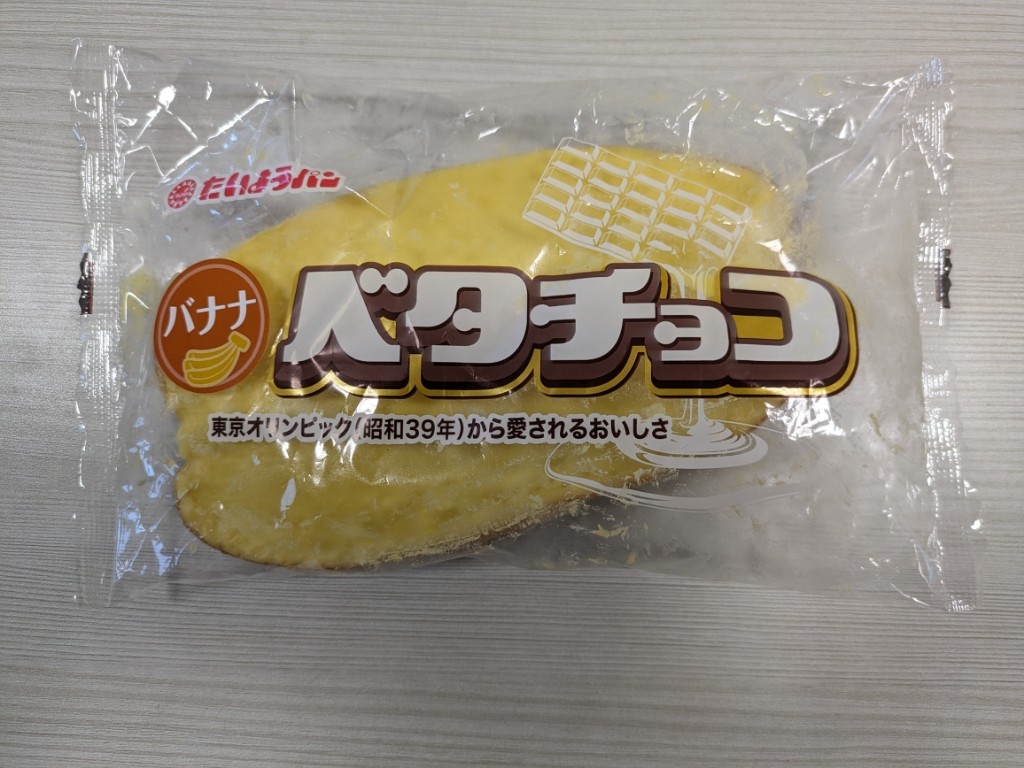 たいようパン
バナナ
ベタチョコ
東京オリンピック(昭和39年)から愛されるおいしさ